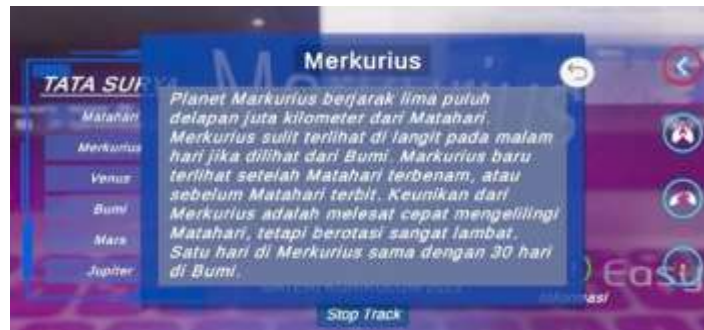 Merkurius
TATA SURY
Matahari
Merkurius
Venus
Bumi
Mars
Jupiter
Planet Markurius berjarak lima puluh
delapan juta kilometer dari Matahari.
Merkurius sulit terlihat di langit pada malam
hari jika dilihat dari Bumi. Markurius baru
terlihat setelah Matahari terbenam, atau
sebelum Matahari terbit. Keunikan dari
Merkurius adalah melesat cepat mengelilingi
Matahari, tetapi berotasi sangat lambat.
Satu hari di Merkurius sama dengan 30 hari
di Bumi.
Easy
Stop Track